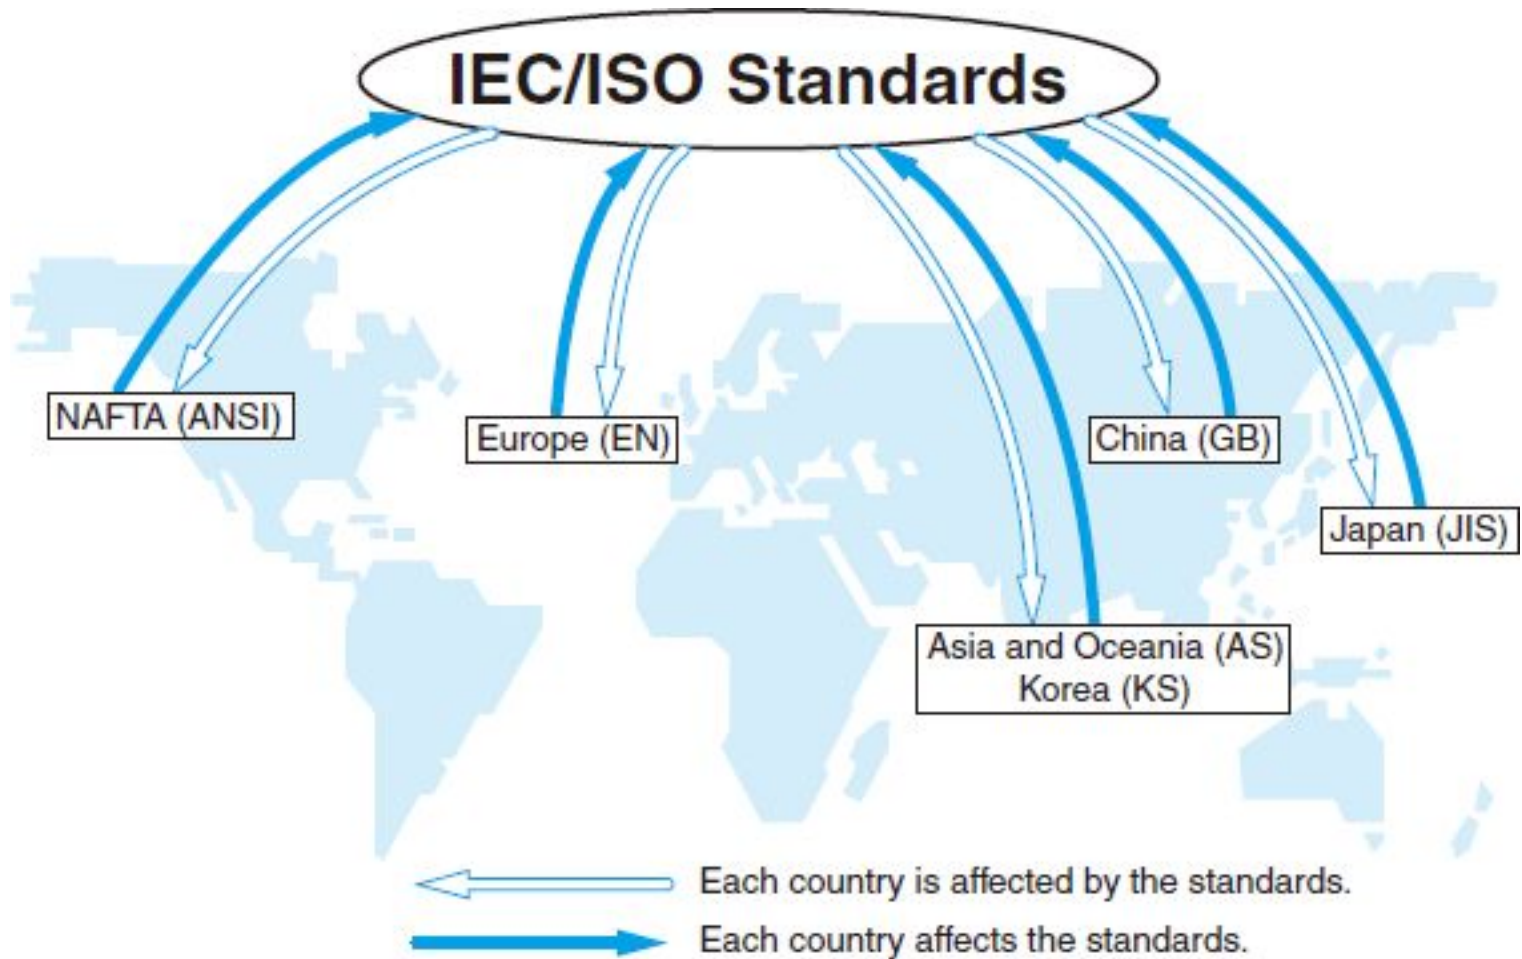 IEC/ISO Standards
NAFTA (ANSI)
Europe (EN)
China (GB)
Japan (JIS)
Asia and Oceania (AS)
Korea (KS)
Each country is affected by the standards.
Each country affects the standards.